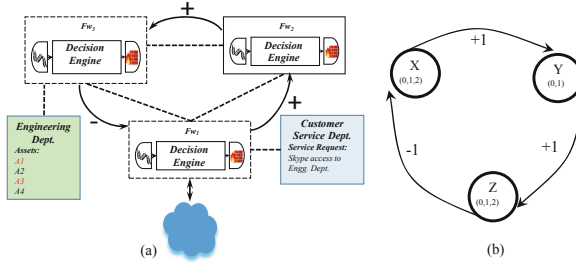 Fw3
Decision
Engine
+
Fw2
Decision
Engine
-
+
Fw1
Decision
Engine
Engineering
Dept.
Assets:
A1
A2
A3
A4
Customer
Service Dept.
Service Request:
Skype access to
Engg. Dept.
(a)
X
(0,1,2)
+1
Y
(0,1)
-1
+1
Z
(0,1,2)
(b)